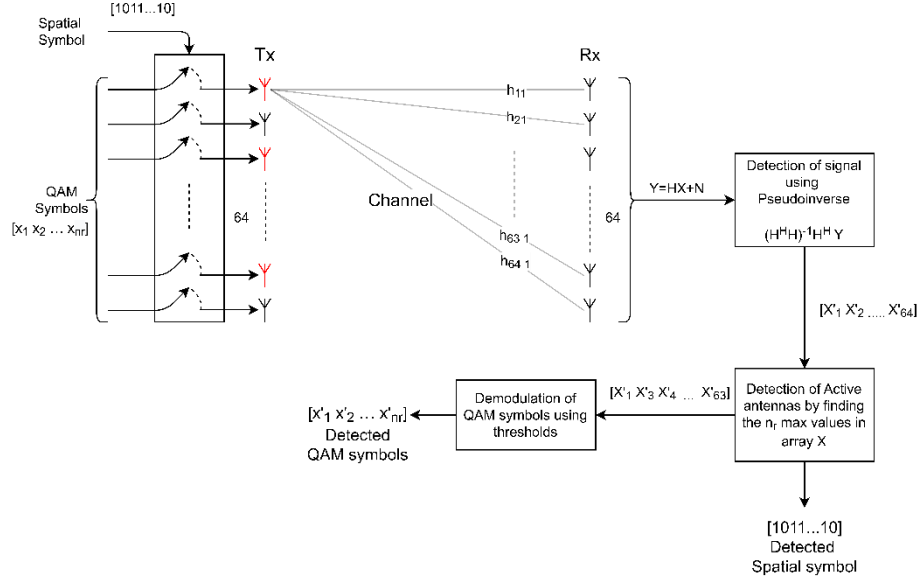 [1011...10]
Spatial
Symbol
Tx
Rx
QAM
Symbols
[x1 x2 ... xnr]
64
Channel
h11
h21
h63 1
h64 1
64
Y=HX+N
Detection of signal
using
Pseudoinverse
(H^H H)^-1 H^H Y
[X'1 X'2 ..... X'64]
Detection of Active
antennas by finding
the nr max values in
array X
[X'1 X'3 X'4 ... X'63]
Demodulation of
QAM symbols using
thresholds
[x'1 x'2 ... x'nr]
Detected
QAM symbols
[1011...10]
Detected
Spatial symbol